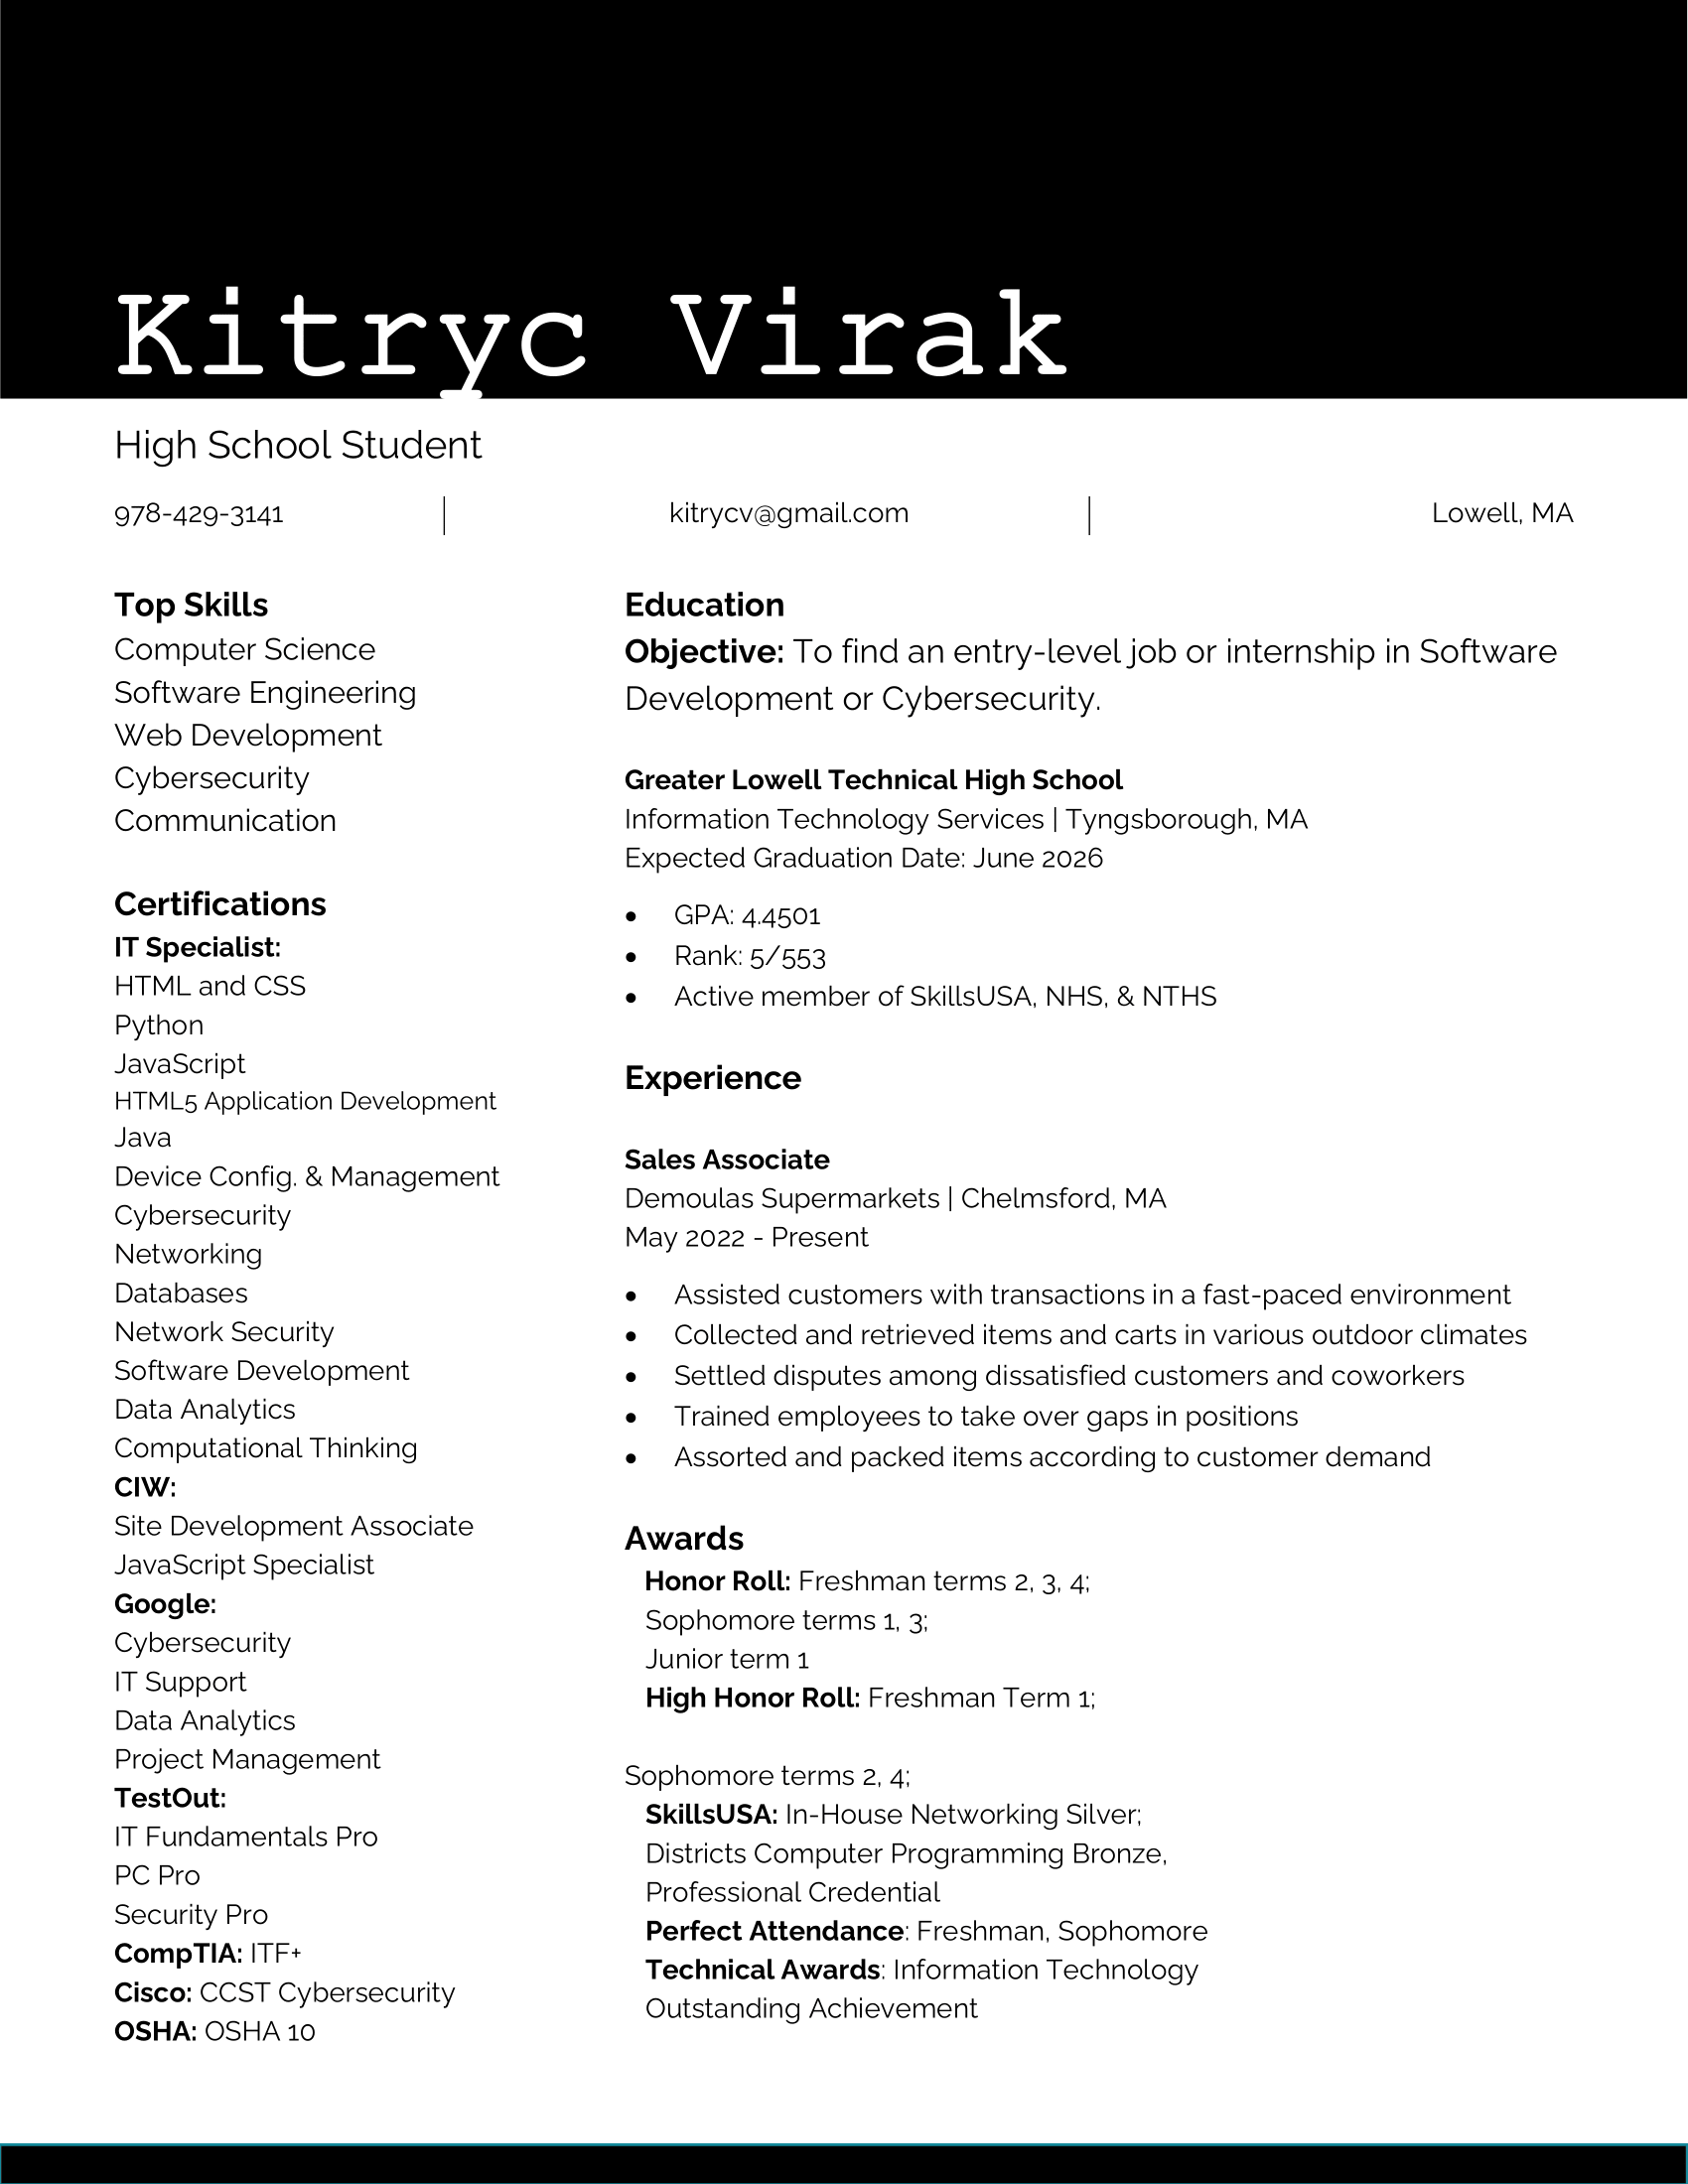 Kitryc Virak
High School Student
978-429-3141
kitrycv@gmail.com
Lowell, MA
Top Skills
Computer Science
Software Engineering
Web Development
Cybersecurity
Communication
Certifications
IT Specialist:
HTML and CSS
Python
JavaScript
HTML5 Application Development
Java
Device Config. & Management
Cybersecurity
Networking
Databases
Network Security
Software Development
Data Analytics
Computational Thinking
CIW:
Site Development Associate
JavaScript Specialist
Google:
Cybersecurity
IT Support
Data Analytics
Project Management
TestOut:
IT Fundamentals Pro
PC Pro
Security Pro
CompTIA: ITF+
Cisco: CCST Cybersecurity
OSHA: OSHA 10
Education
Objective: To find an entry-level job or internship in Software
Development or Cybersecurity.
Greater Lowell Technical High School
Information Technology Services | Tyngsborough, MA
Expected Graduation Date: June 2026
• GPA: 4.4501
• Rank: 5/553
• Active member of SkillsUSA, NHS, & NTHS
Experience
Sales Associate
Demoulas Supermarkets | Chelmsford, MA
May 2022 - Present
• Assisted customers with transactions in a fast-paced environment
• Collected and retrieved items and carts in various outdoor climates
• Settled disputes among dissatisfied customers and coworkers
• Trained employees to take over gaps in positions
• Assorted and packed items according to customer demand
Awards
Honor Roll: Freshman terms 2, 3, 4;
Sophomore terms 1, 3;
Junior term 1
High Honor Roll: Freshman Term 1;
Sophomore terms 2, 4;
SkillsUSA: In-House Networking Silver;
Districts Computer Programming Bronze,
Professional Credential
Perfect Attendance: Freshman, Sophomore
Technical Awards: Information Technology
Outstanding Achievement